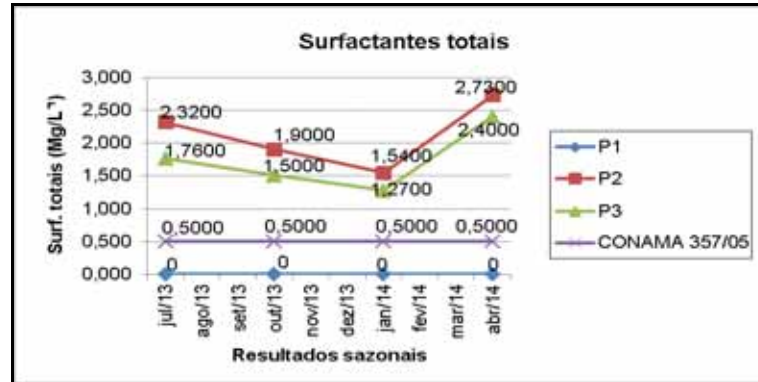 Surfactantes totais
Surf. totais (Mg/L⁻¹)
3,000
2,500
2,000
1,500
1,000
0,500
0,000
2,3200
1,9000
1,5400
2,7300
1,7600
1,5000
1,2700
2,4000
0,5000
0,5000
0,5000
0,5000
0
0
0
0
jul/13
ago/13
set/13
out/13
nov/13
dez/13
jan/14
fev/14
mar/14
abr/14
Resultados sazonais
P1
P2
P3
CONAMA 357/05